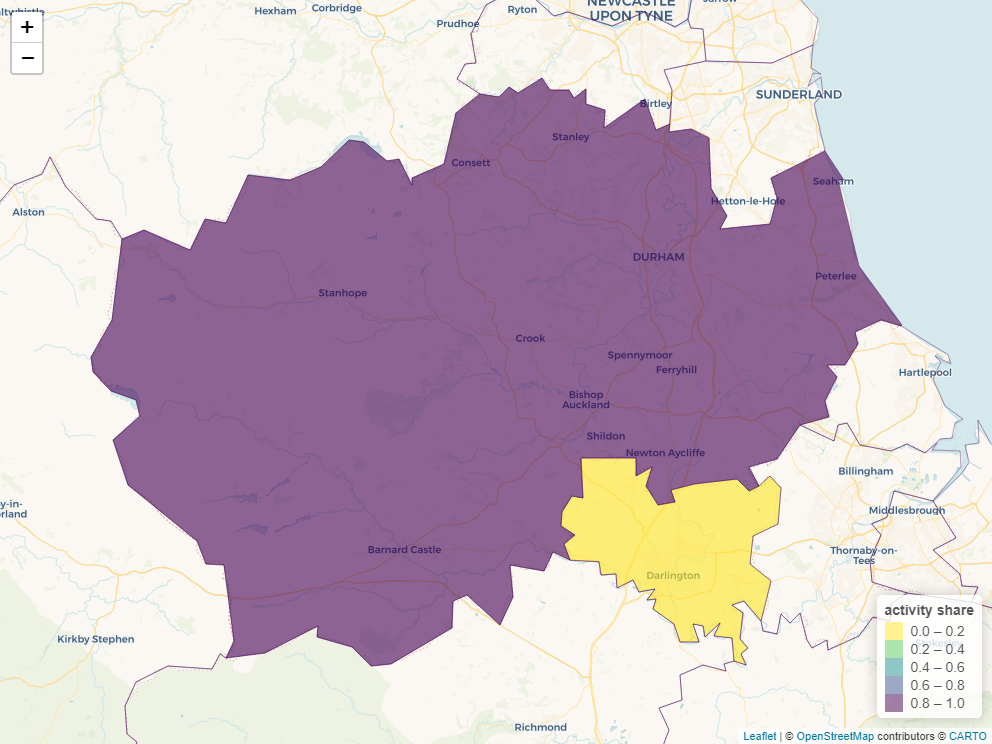 Hexham
Corbridge
Prudhoe
Ryton
NEWCASTLE
UPON TYNE
+
−
SUNDERLAND
Birtley
Stanley
Consett
Seaham
Hetton-le-Hole
Alston
DURHAM
Peterlee
Stanhope
Crook
Spennymoor
Ferryhill
Hartlepool
Bishop
Auckland
Shildon
Newton Aycliffe
Billingham
y-in-
rland
Middlesbrough
Barnard Castle
Thornaby-on-
Tees
Darlington
Kirkby Stephen
Richmond
activity share
0.0 – 0.2
0.2 – 0.4
0.4 – 0.6
0.6 – 0.8
0.8 – 1.0
Leaflet | © OpenStreetMap contributors © CARTO